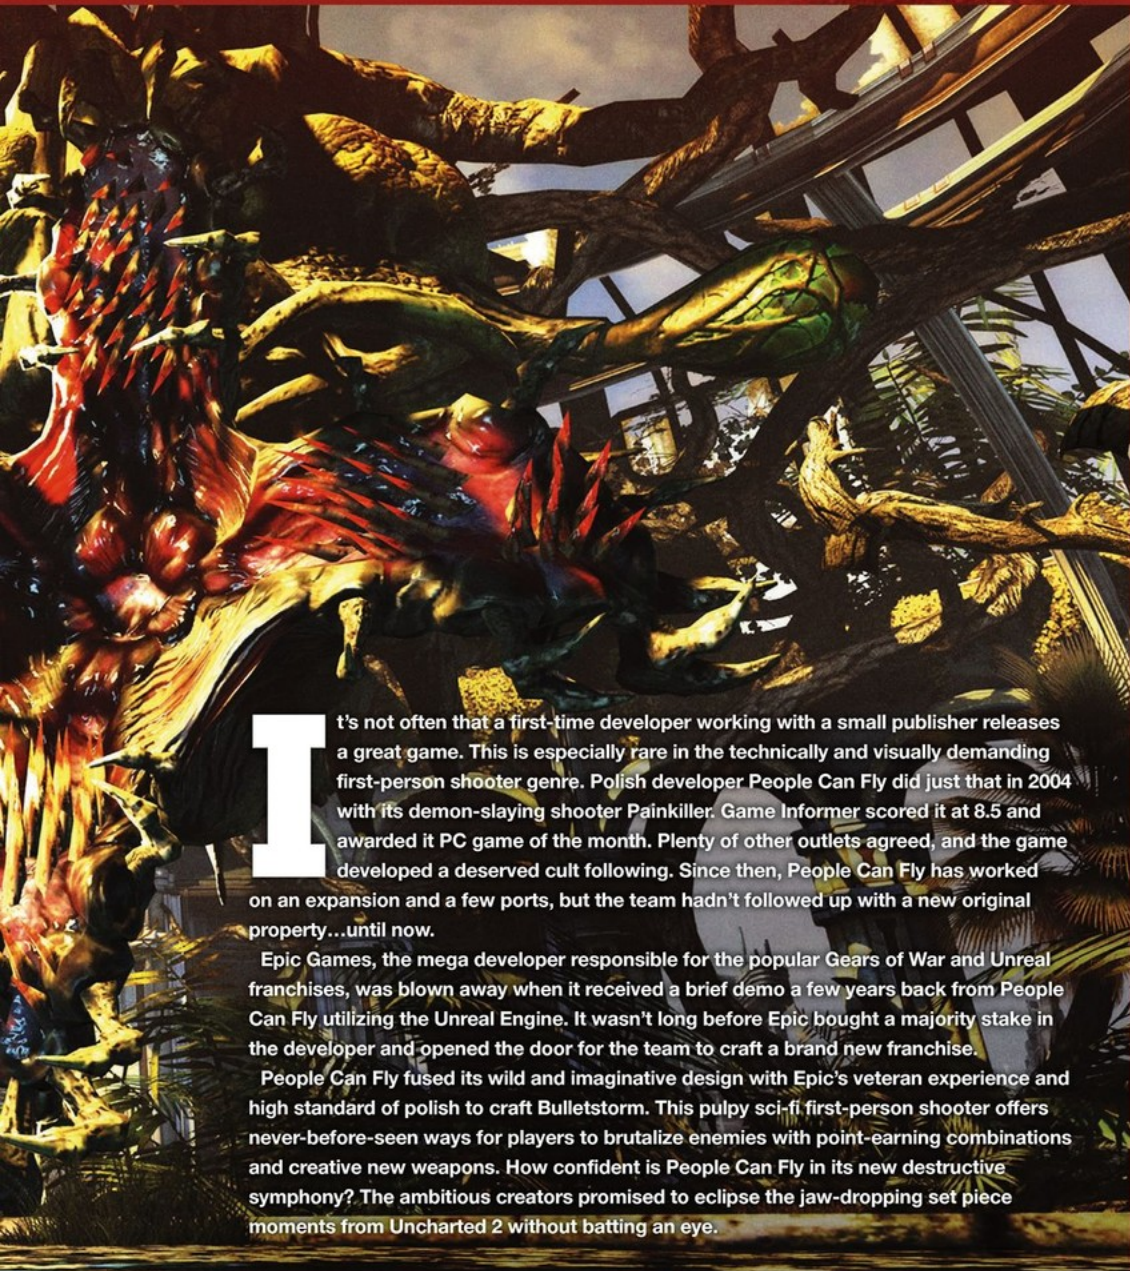 It’s not often that a first-time developer working with a small publisher releases
a great game. This is especially rare in the technically and visually demanding
first-person shooter genre. Polish developer People Can Fly did just that in 2004
with its demon-slaying shooter Painkiller. Game Informer scored it at 8.5 and
awarded it PC game of the month. Plenty of other outlets agreed, and the game
developed a deserved cult following. Since then, People Can Fly has worked
on an expansion and a few ports, but the team hadn’t followed up with a new original
property…until now.
Epic Games, the mega developer responsible for the popular Gears of War and Unreal
franchises, was blown away when it received a brief demo a few years back from People
Can Fly utilizing the Unreal Engine. It wasn’t long before Epic bought a majority stake in
the developer and opened the door for the team to craft a brand new franchise.
People Can Fly fused its wild and imaginative design with Epic’s veteran experience and
high standard of polish to craft Bulletstorm. This pulpy sci-fi first-person shooter offers
never-before-seen ways for players to brutalize enemies with point-earning combinations
and creative new weapons. How confident is People Can Fly in its new destructive
symphony? The ambitious creators promised to eclipse the jaw-dropping set piece
moments from Uncharted 2 without batting an eye.